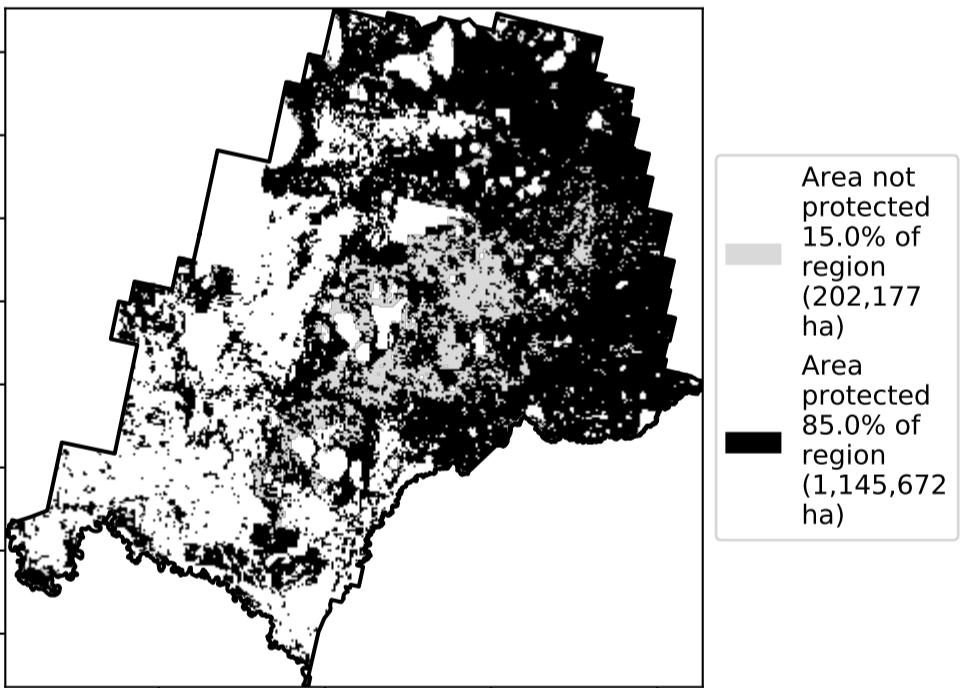 Area not
protected
15.0% of
region
(202,177
ha)
Area
protected
85.0% of
region
(1,145,672
ha)